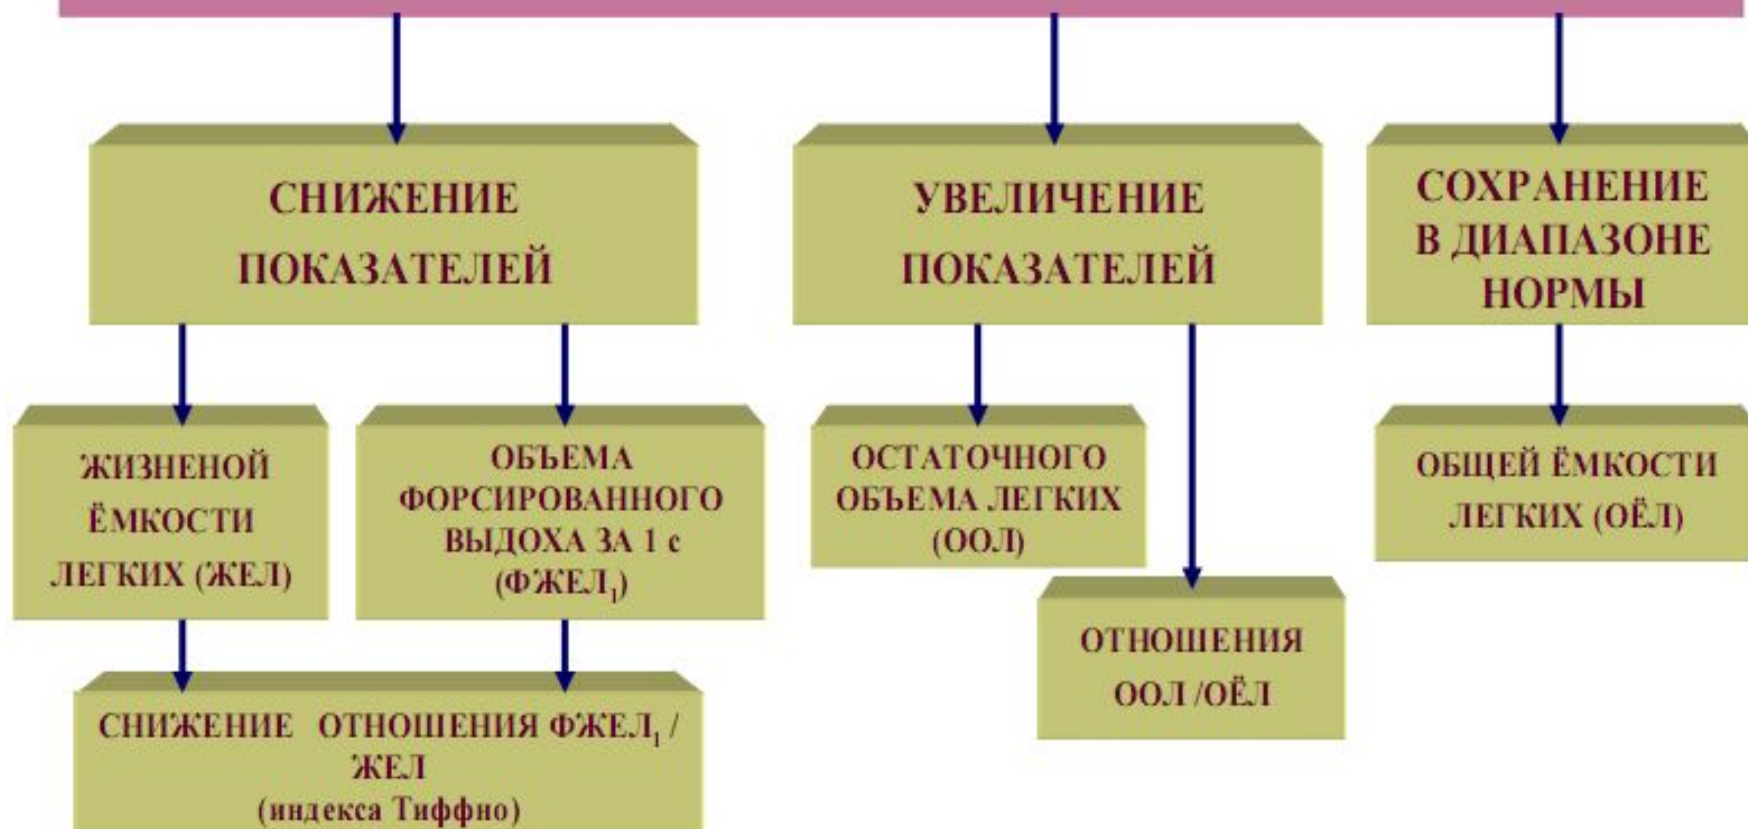 СНИЖЕНИЕ
ПОКАЗАТЕЛЕЙ
УВЕЛИЧЕНИЕ
ПОКАЗАТЕЛЕЙ
СОХРАНЕНИЕ
В ДИАПАЗОНЕ
НОРМЫ
ЖИЗНЕНОЙ
ЁМКОСТИ
ЛЕГКИХ (ЖЕЛ)
ОБЪЕМА
ФОРСИРОВАННОГО
ВЫДОХА ЗА 1 с
(ФЖЕЛ₁)
ОСТАТОЧНОГО
ОБЪЕМА ЛЕГКИХ
(ООЛ)
ОБЩЕЙ ЁМКОСТИ
ЛЕГКИХ (ОЁЛ)
ОТНОШЕНИЯ
ООЛ /ОЁЛ
СНИЖЕНИЕ ОТНОШЕНИЯ ФЖЕЛ₁ /
ЖЕЛ
(индекса Тиффно)